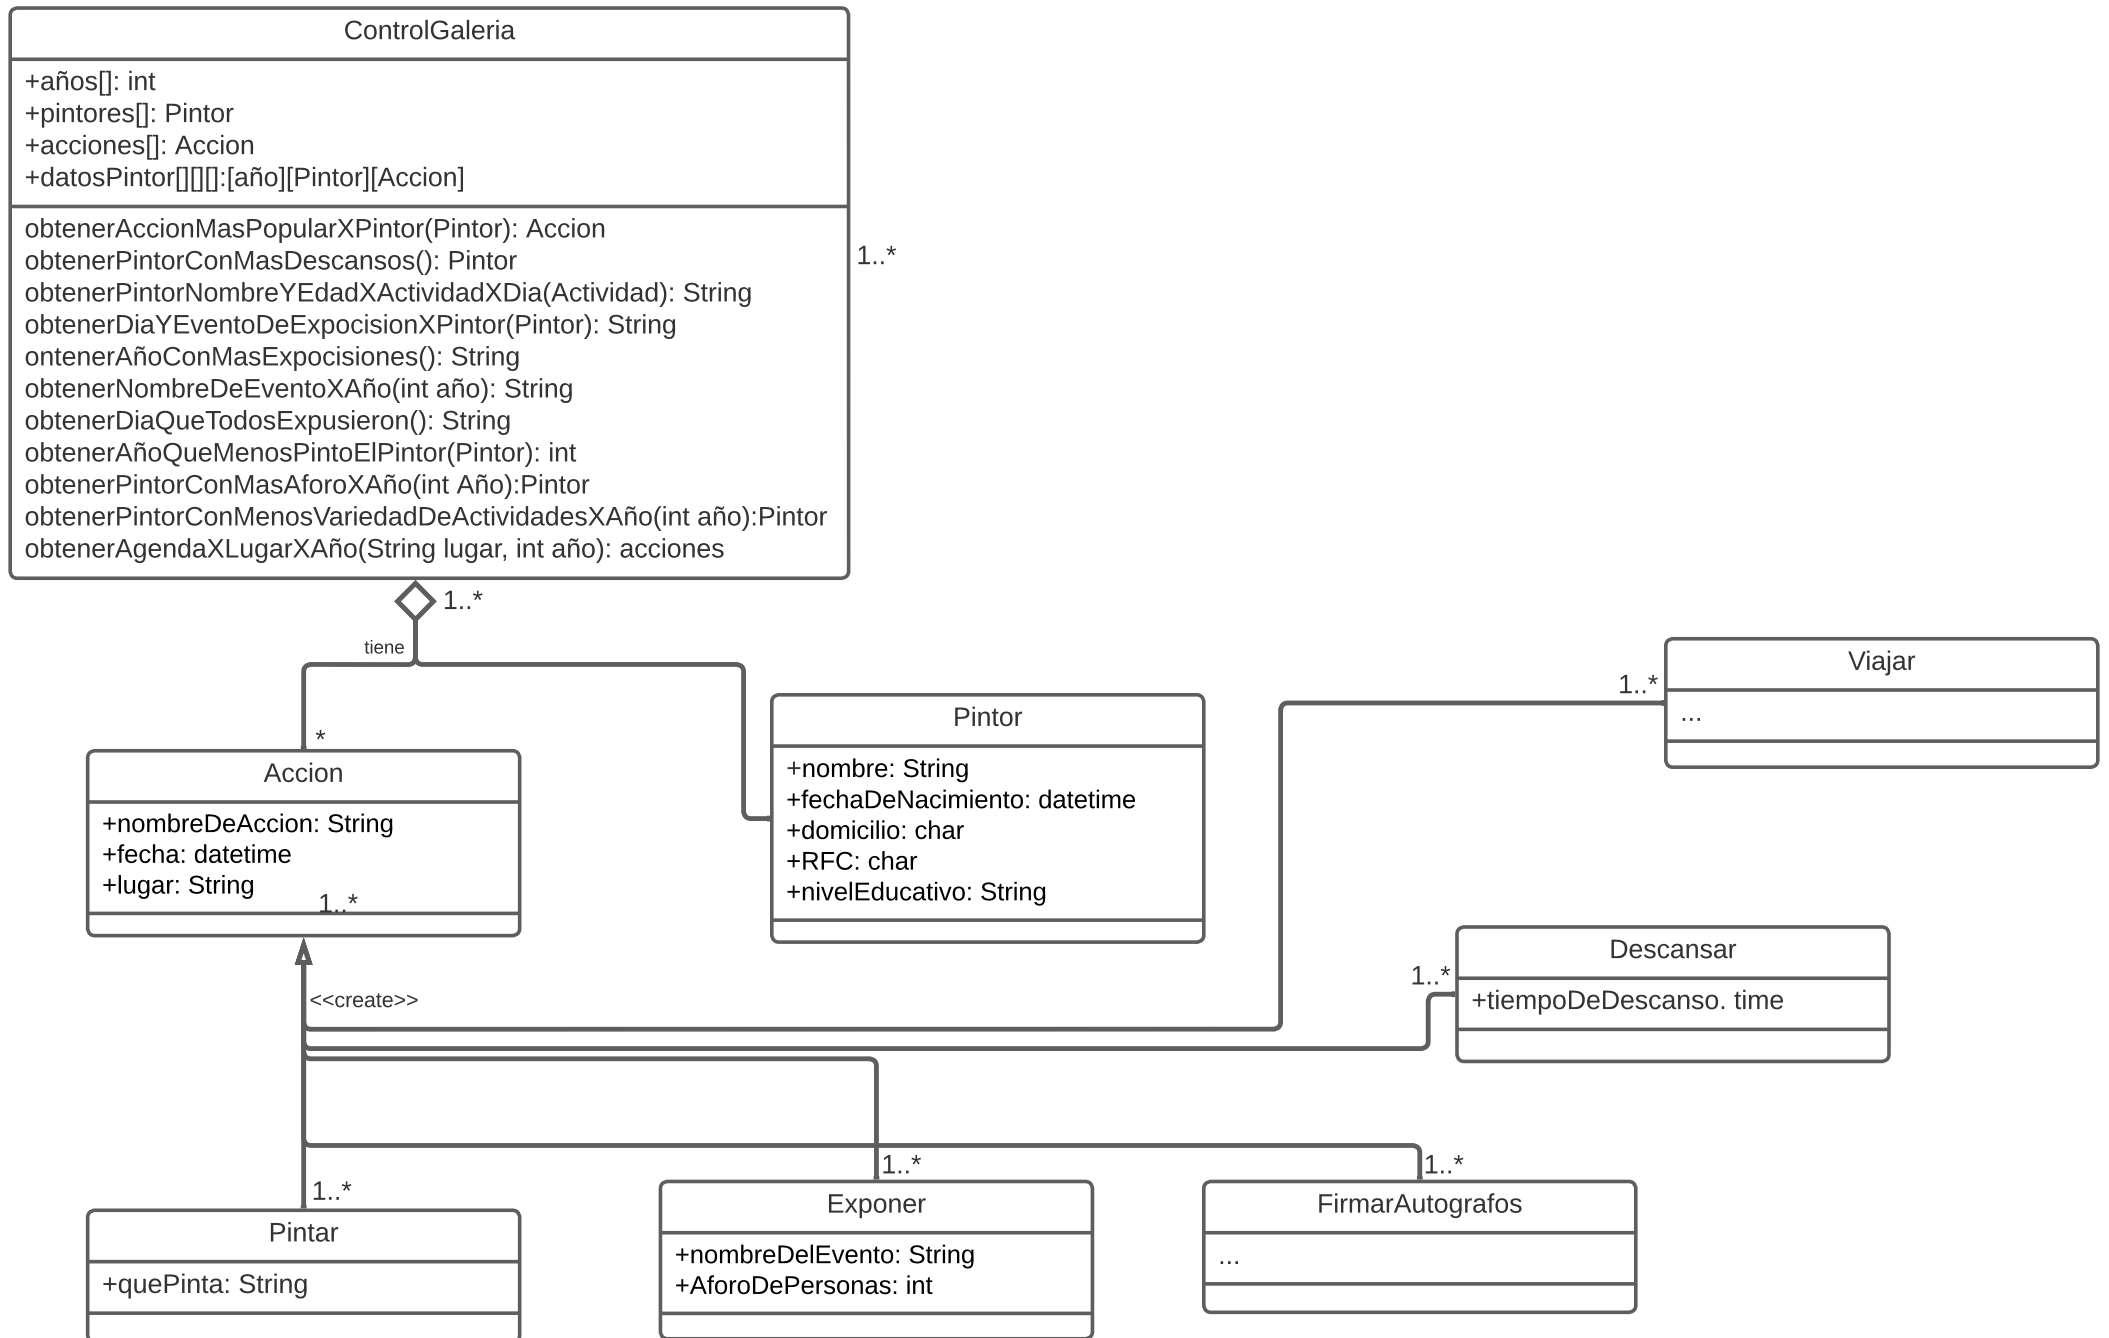 ControlGaleria
+años[]: int
+pintores[]: Pintor
+acciones[]: Accion
+datosPintor[][][]:[año][Pintor][Accion]
obtenerAccionMasPopularXPintor(Pintor): Accion
obtenerPintorConMasDescansos(): Pintor
obtenerPintorNombreYEdadXActividadXDia(Actividad): String
obtenerDiaYEventoDeExpocisionXPintor(Pintor): String
ontenerAñoConMasExpocisiones(): String
obtenerNombreDeEventoXAño(int año): String
obtenerDiaQueTodosExpusieron(): String
obtenerAñoQueMenosPintoElPintor(Pintor): int
obtenerPintorConMasAforoXAño(int Año):Pintor
obtenerPintorConMenosVariedadDeActividadesXAño(int año):Pintor
obtenerAgendaXLugarXAño(String lugar, int año): acciones
1..*
1..*
tiene
*
Accion
+nombreDeAccion: String
+fecha: datetime
+lugar: String
1..*
Pintor
+nombre: String
+fechaDeNacimiento: datetime
+domicilio: char
+RFC: char
+nivelEducativo: String
1..*
Viajar
...
1..*
Descansar
+tiempoDeDescanso. time
<<create>>
1..*
Pintar
+quePinta: String
1..*
Exponer
+nombreDelEvento: String
+AforoDePersonas: int
1..*
FirmarAutografos
...